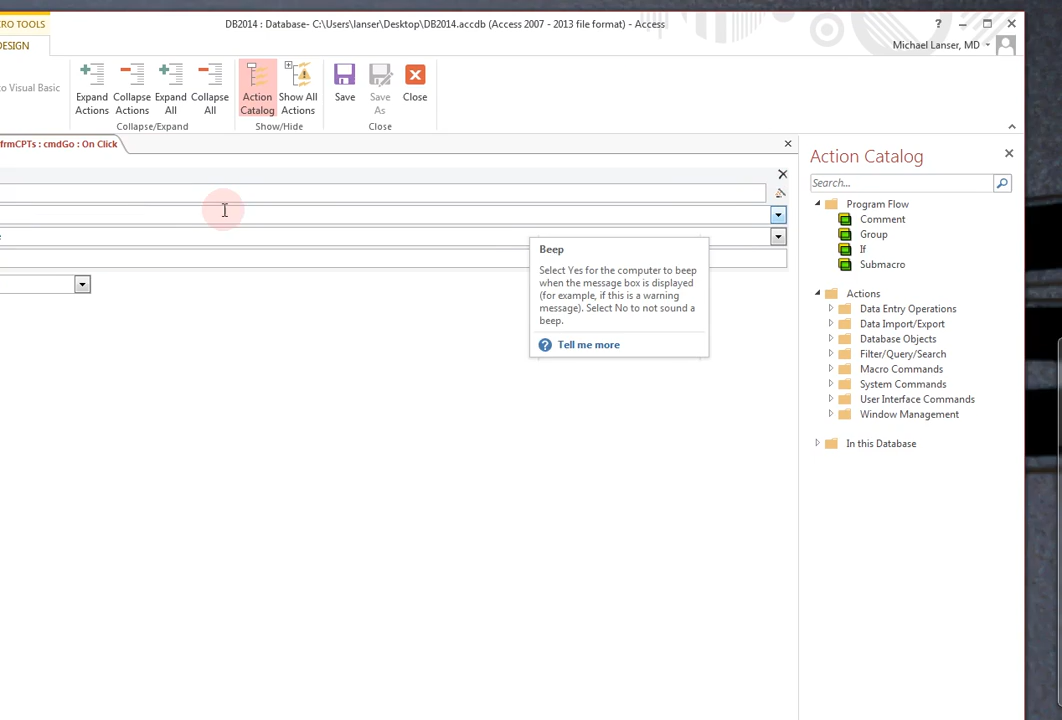 RO TOOLS
DB2014 : Database- C:\Users\lanser\Desktop\DB2014.accdb (Access 2007 - 2013 file format) - Access
?
DESIGN
Michael Lanser, MD
to Visual Basic
Expand Actions
Collapse Actions
Expand All
Collapse All
Action Catalog
Show All Actions
Save
Save As
Close
Collapse/Expand
Show/Hide
Close
frmCPTs : cmdGo : On Click
Action Catalog
Search...
Program Flow
Comment
Group
If
Submacro
Actions
Data Entry Operations
Data Import/Export
Database Objects
Filter/Query/Search
Macro Commands
System Commands
User Interface Commands
Window Management
In this Database
Beep
Select Yes for the computer to beep
when the message box is displayed
(for example, if this is a warning
message). Select No to not sound a
beep.
Tell me more